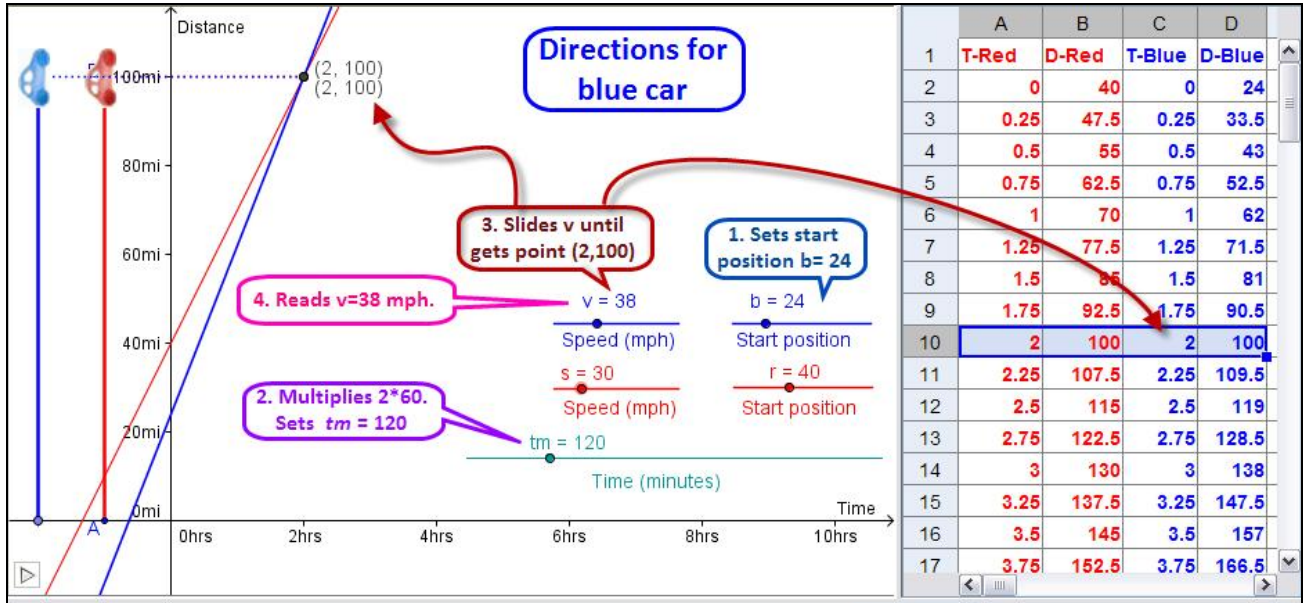 Distance
Directions for
blue car
100mi
(2, 100)
(2, 100)
80mi
60mi
40mi
20mi
0mi
3. Slides v until
gets point (2,100)
1. Sets start
position b= 24
4. Reads v=38 mph.
v = 38
b = 24
Speed (mph)
Start position
s = 30
r = 40
Speed (mph)
Start position
2. Multiplies 2*60.
Sets tm = 120
tm = 120
Time (minutes)
Time
A
0hrs 2hrs 4hrs 6hrs 8hrs 10hrs
A B C D
1 T-Red D-Red T-Blue D-Blue
2 0 40 0 24
3 0.25 47.5 0.25 33.5
4 0.5 55 0.5 43
5 0.75 62.5 0.75 52.5
6 1 70 1 62
7 1.25 77.5 1.25 71.5
8 1.5 85 1.5 81
9 1.75 92.5 1.75 90.5
10 2 100 2 100
11 2.25 107.5 2.25 109.5
12 2.5 115 2.5 119
13 2.75 122.5 2.75 128.5
14 3 130 3 138
15 3.25 137.5 3.25 147.5
16 3.5 145 3.5 157
17 3.75 152.5 3.75 166.5